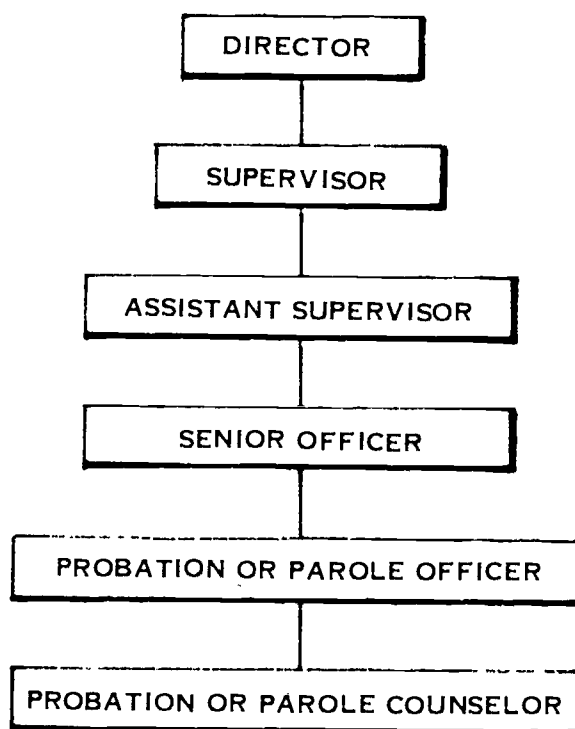 DIRECTOR
SUPERVISOR
ASSISTANT SUPERVISOR
SENIOR OFFICER
PROBATION OR PAROLE OFFICER
PROBATION OR PAROLE COUNSELOR